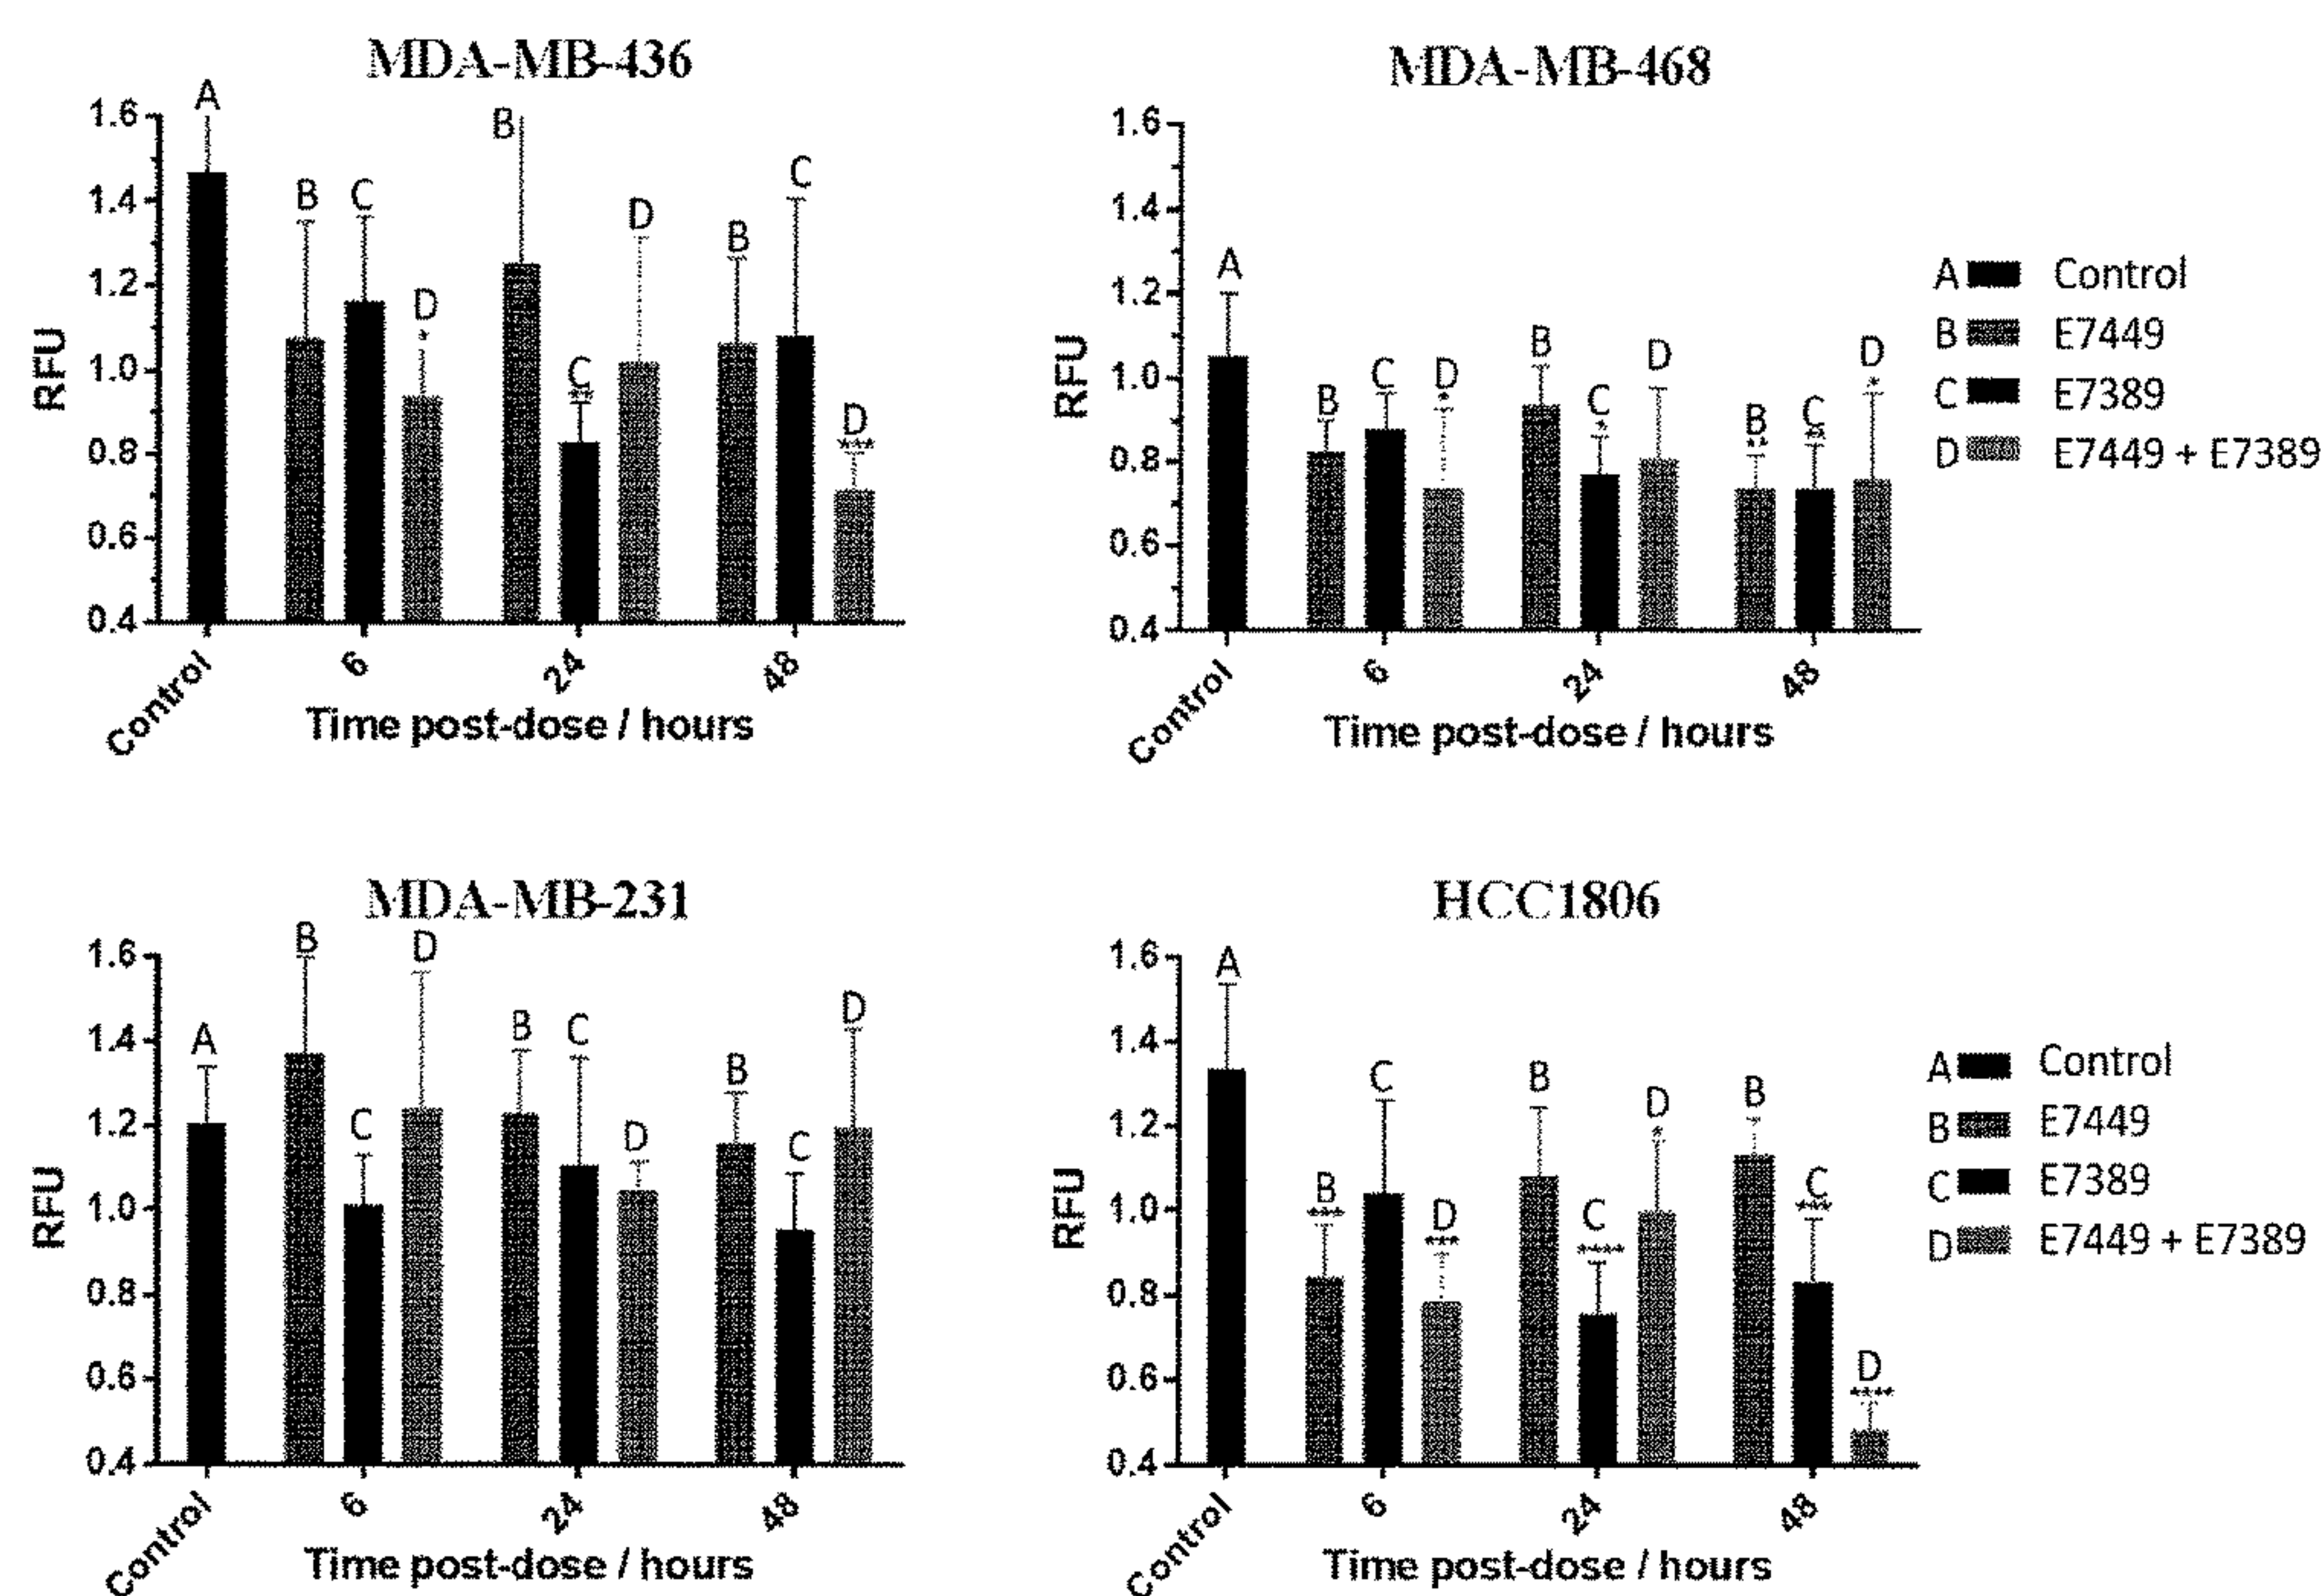 MDA-MB-436
RFU
1.6
1.4
1.2
1.0
0.8
0.6
0.4
A
B
C
D
*
B
C
**
D
B
C
D
***
Control
6
24
48
Time post-dose / hours
MDA-MB-468
RFU
1.6
1.4
1.2
1.0
0.8
0.6
0.4
A
B
C
D
*
B
C
*
D
B
**
C
**
D
*
Control
6
24
48
Time post-dose / hours
A Control
B E7449
C E7389
D E7449 + E7389
MDA-MB-231
RFU
1.6
1.4
1.2
1.0
0.8
0.6
0.4
A
B
C
D
B
C
D
B
C
D
Control
6
24
48
Time post-dose / hours
HCC1806
RFU
1.6
1.4
1.2
1.0
0.8
0.6
0.4
A
B
C
D
B
C
****
D
*
B
C
D
****
Control
6
24
48
Time post-dose / hours
A Control
B E7449
C E7389
D E7449 + E7389